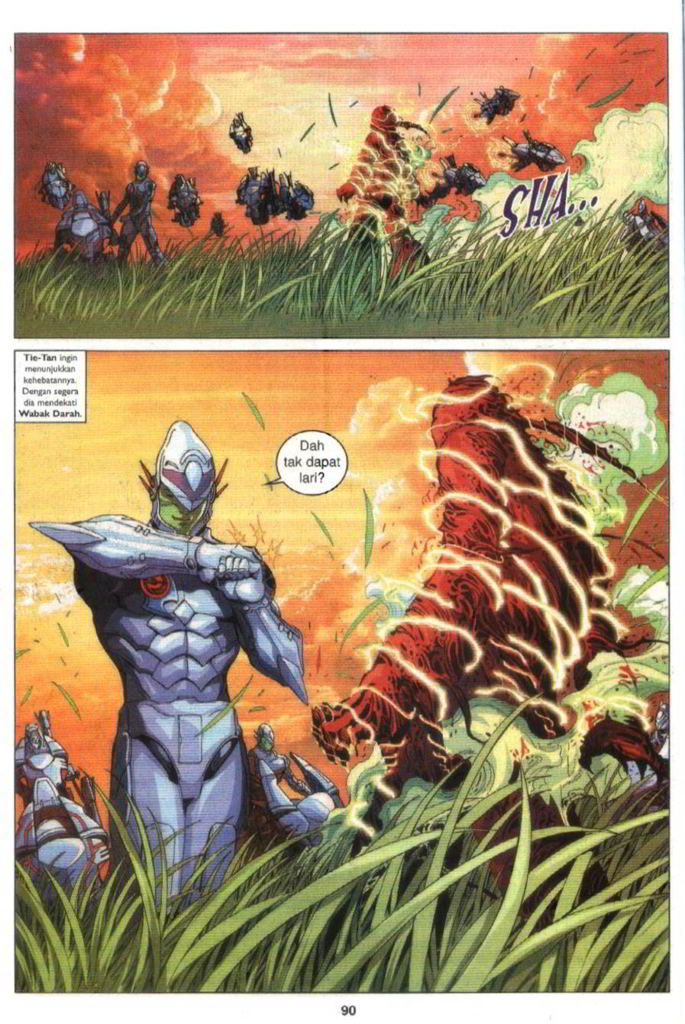 SHA...
Tie-Tan ingin
menunjukkan
kehebatannya.
Dengan segera
dia mendekati
Wabak Darah.
Dah
tak dapat
lari?
90